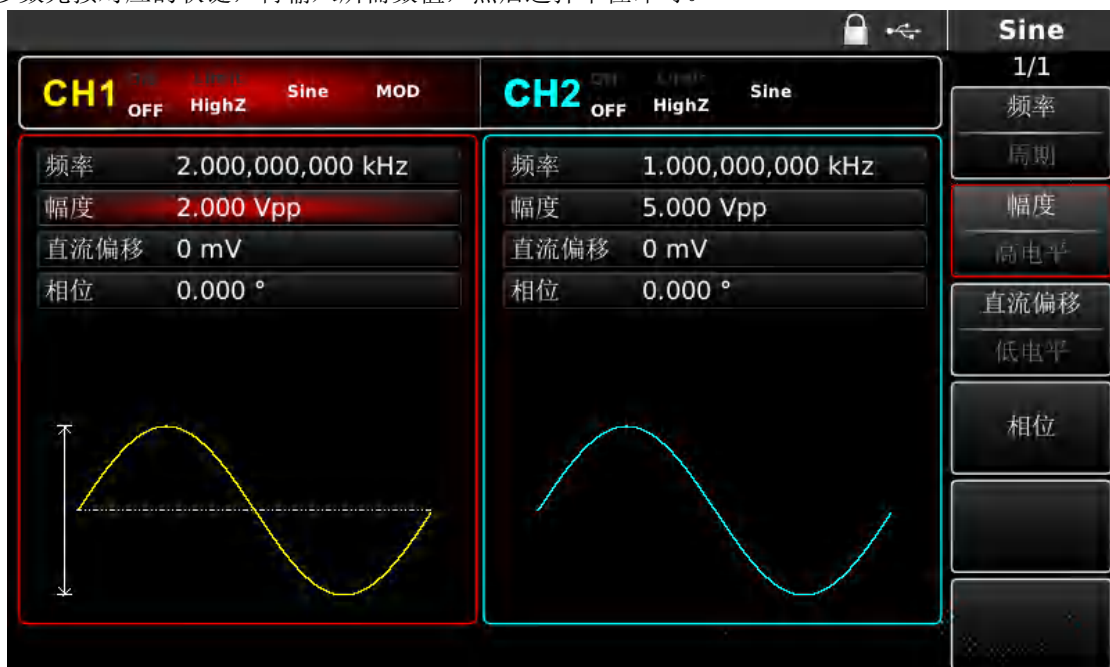 Sine
1/1
CH1 OFF HighZ Sine MOD
CH2 OFF HighZ Sine
频率 2.000,000,000 kHz
幅度 2.000 Vpp
直流偏移 0 mV
相位 0.000 °
频率 1.000,000,000 kHz
幅度 5.000 Vpp
直流偏移 0 mV
相位 0.000 °
频率
周期
幅度
高电平
直流偏移
低电平
相位